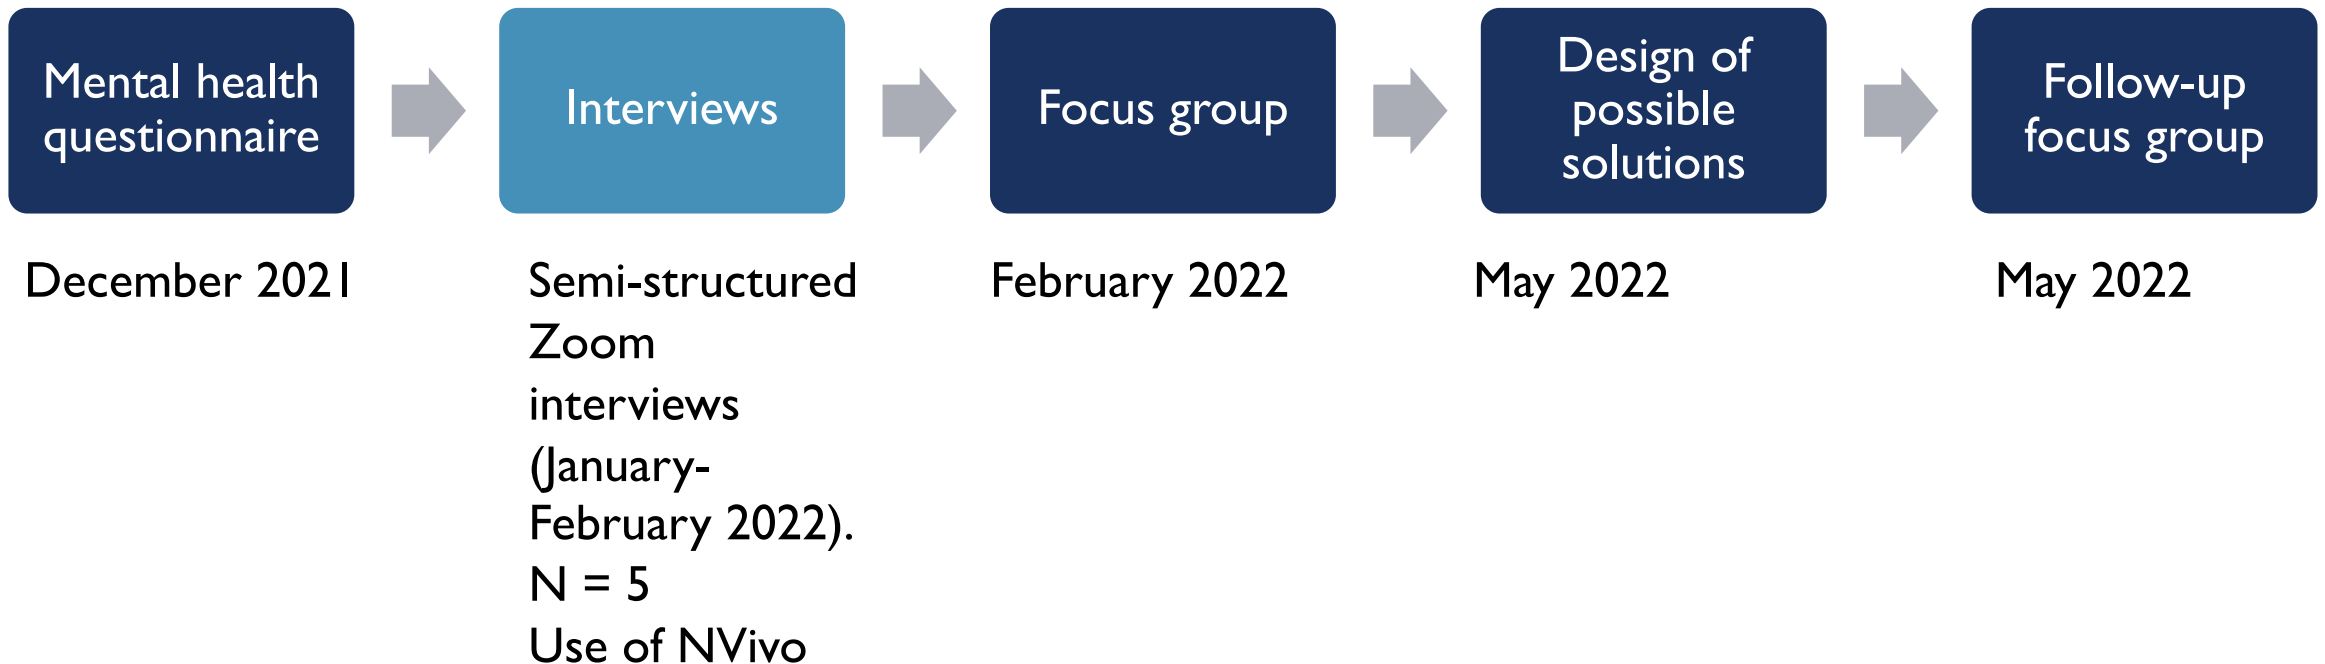 Mental health
questionnaire
Interviews
Focus group
Design of
possible
solutions
Follow-up
focus group
December 2021
Semi-structured
Zoom
interviews
(January-
February 2022).
N = 5
Use of NVivo
February 2022
May 2022
May 2022